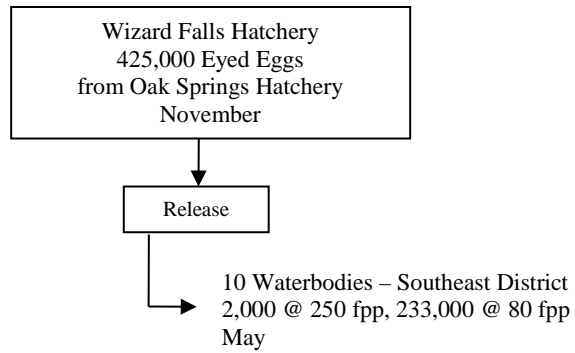 Wizard Falls Hatchery
425,000 Eyed Eggs
from Oak Springs Hatchery
November
Release
10 Waterbodies – Southeast District
2,000 @ 250 fpp, 233,000 @ 80 fpp
May